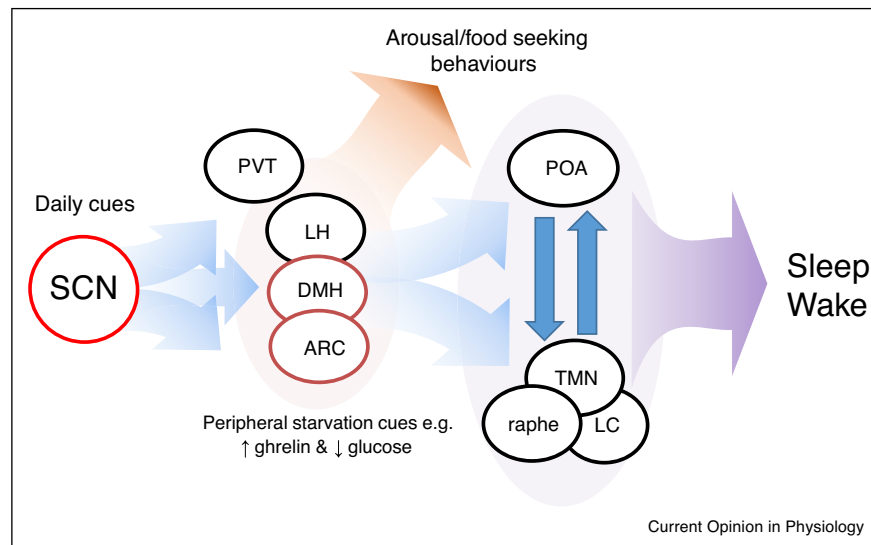 Arousal/food seeking
behaviours
PVT
POA
Daily cues
LH
SCN
DMH
Sleep
Wake
ARC
TMN
Peripheral starvation cues e.g.
↑ ghrelin & ↓ glucose
raphe
LC
Current Opinion in Physiology